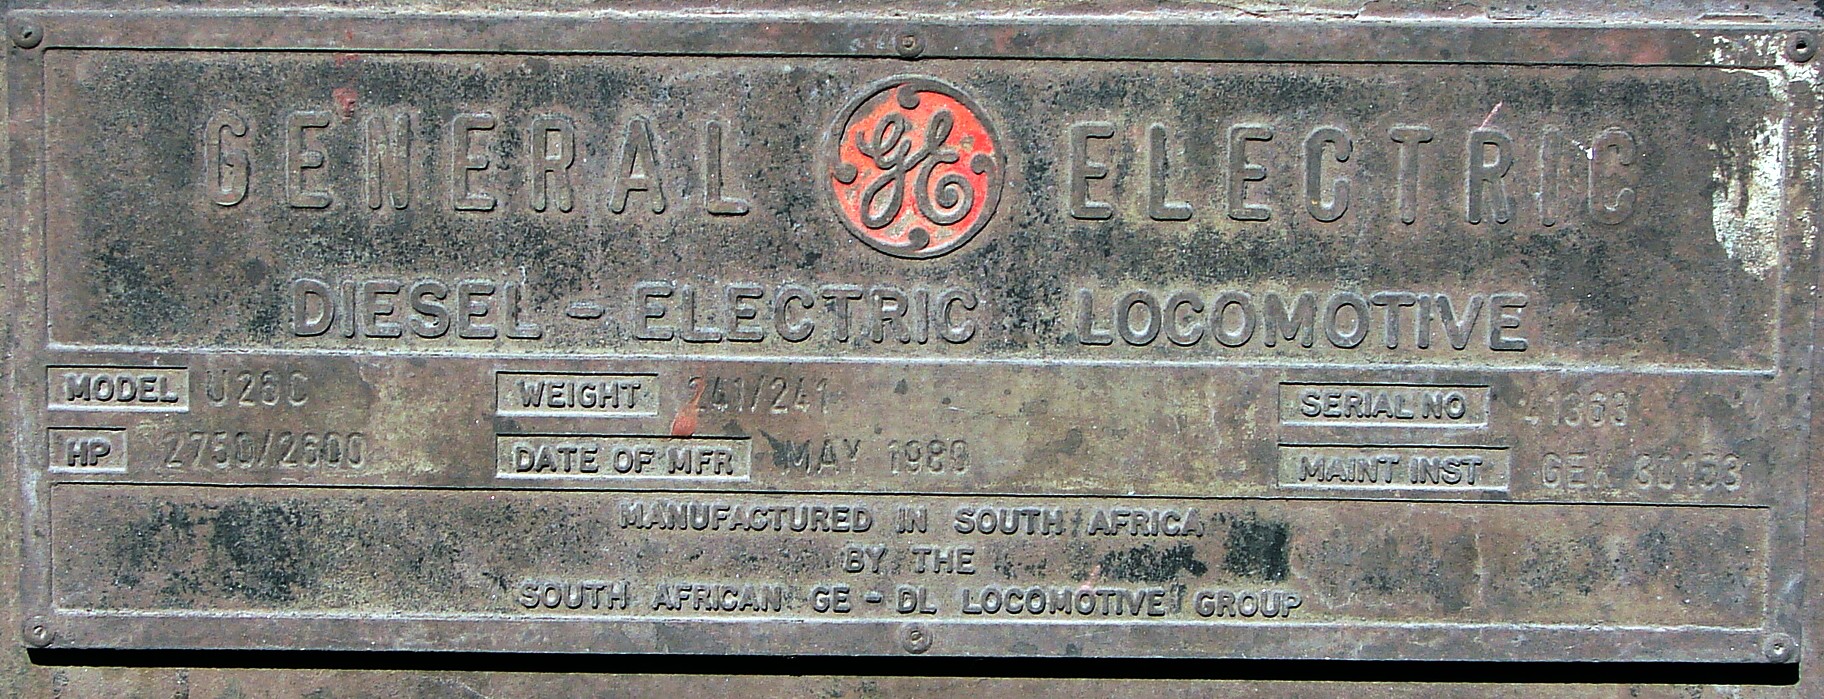 GENERAL GE ELECTRIC
DIESEL-ELECTRIC LOCOMOTIVE
MODEL U26C WEIGHT 241/241 SERIAL NO 41363
HP 2750/2600 DATE OF MFR MAY 1980 MAINT INST GEK 30153
MANUFACTURED IN SOUTH AFRICA
BY THE
SOUTH AFRICAN GE-DL LOCOMOTIVE GROUP